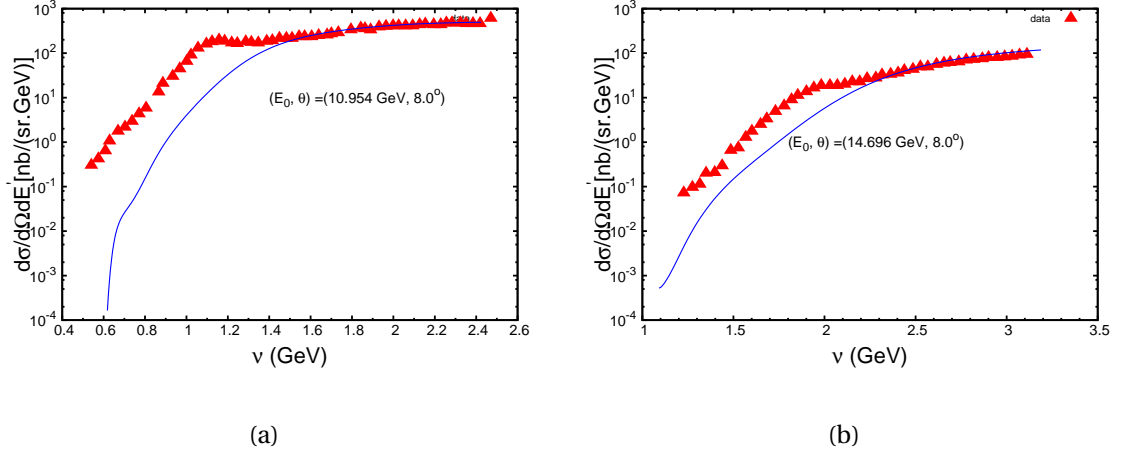 10³
10²
10¹
10⁰
10⁻¹
10⁻²
10⁻³
10⁻⁴
dσ/dΩdE'[nb/(sr.GeV)]
data
(E₀, θ) =(10.954 GeV, 8.0°)
0.4 0.6 0.8 1 1.2 1.4 1.6 1.8 2 2.2 2.4 2.6
ν (GeV)
(a)
10³
10²
10¹
10⁰
10⁻¹
10⁻²
10⁻³
10⁻⁴
dσ/dΩdE'[nb/(sr.GeV)]
data
(E₀, θ) =(14.696 GeV, 8.0°)
1 1.5 2 2.5 3 3.5
ν (GeV)
(b)